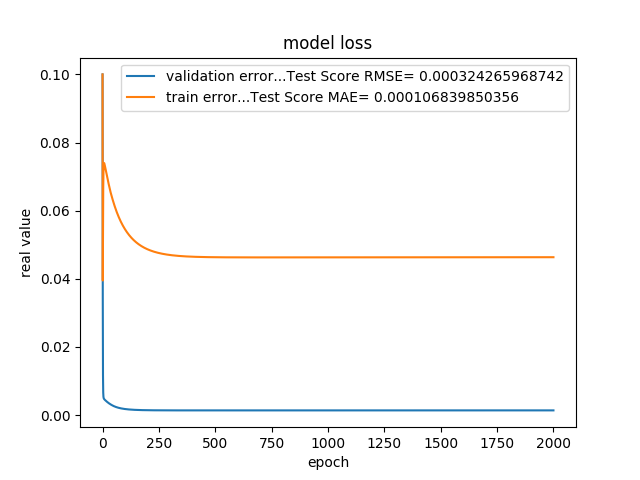 model loss
validation error...Test Score RMSE= 0.000324265968742
train error...Test Score MAE= 0.000106839850356
real value
0.10
0.08
0.06
0.04
0.02
0.00
0 250 500 750 1000 1250 1500 1750 2000
epoch